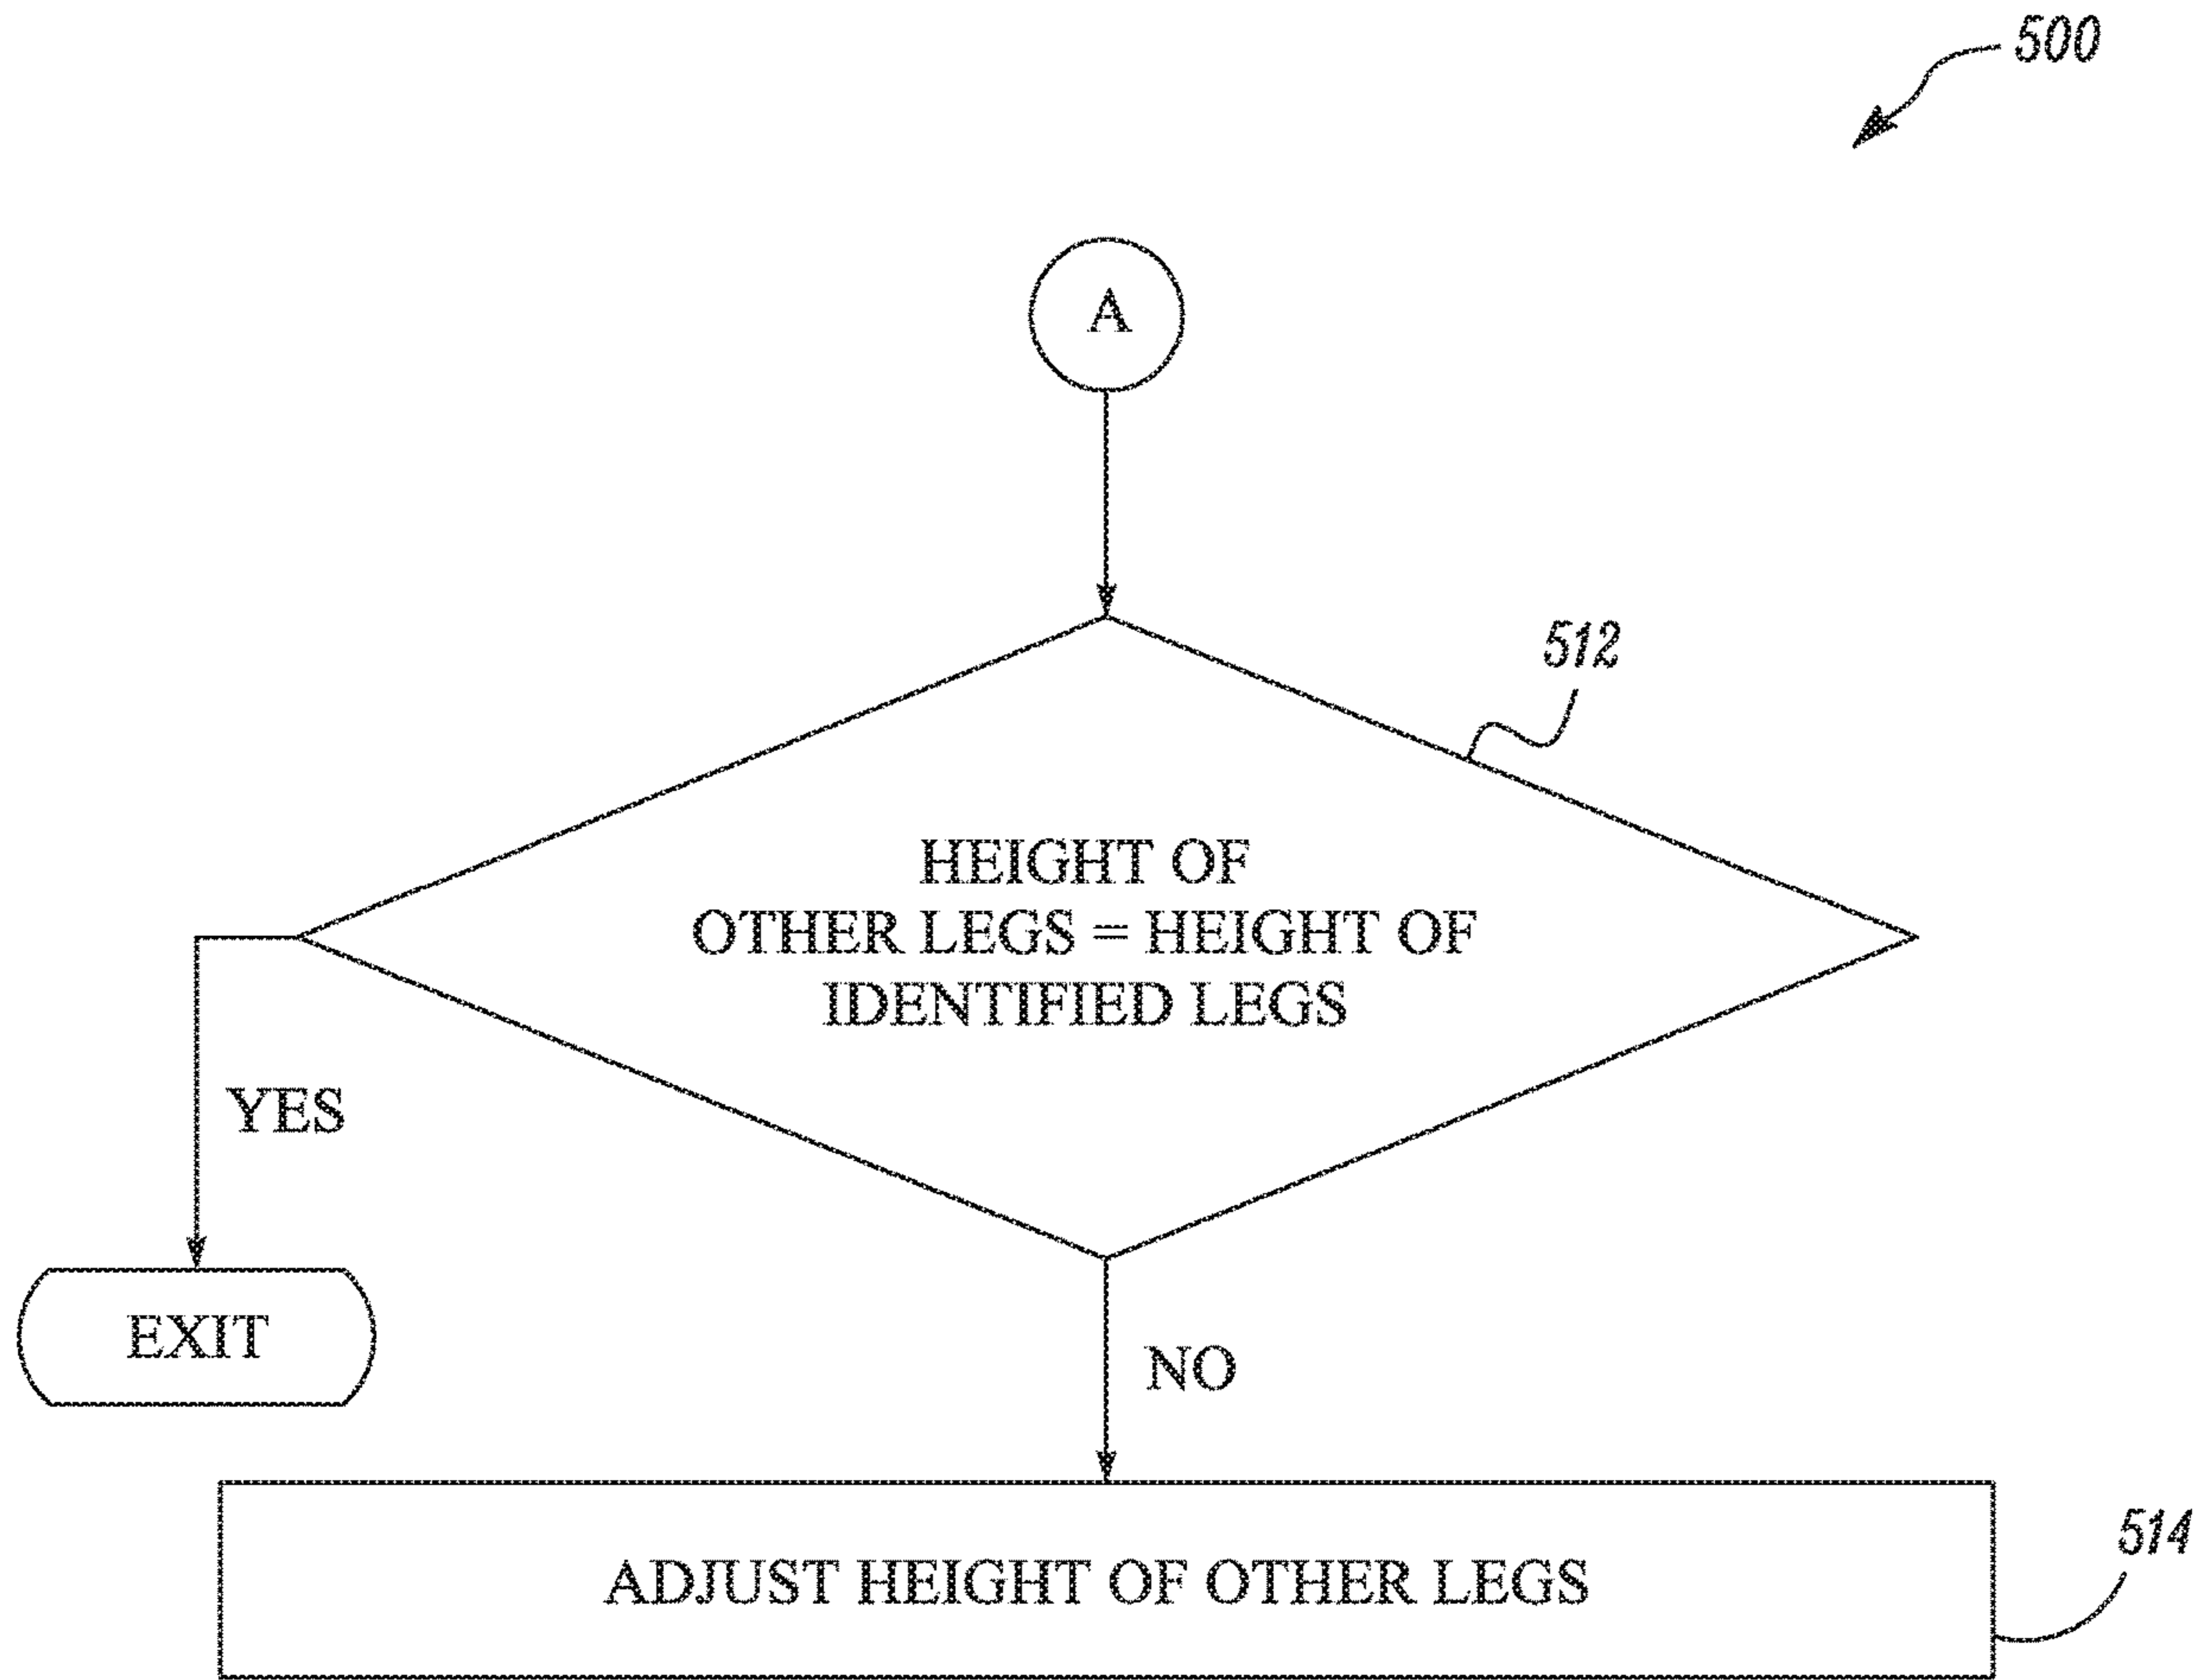 500
A
512
HEIGHT OF
OTHER LEGS = HEIGHT OF
IDENTIFIED LEGS
YES
EXIT
NO
514
ADJUST HEIGHT OF OTHER LEGS